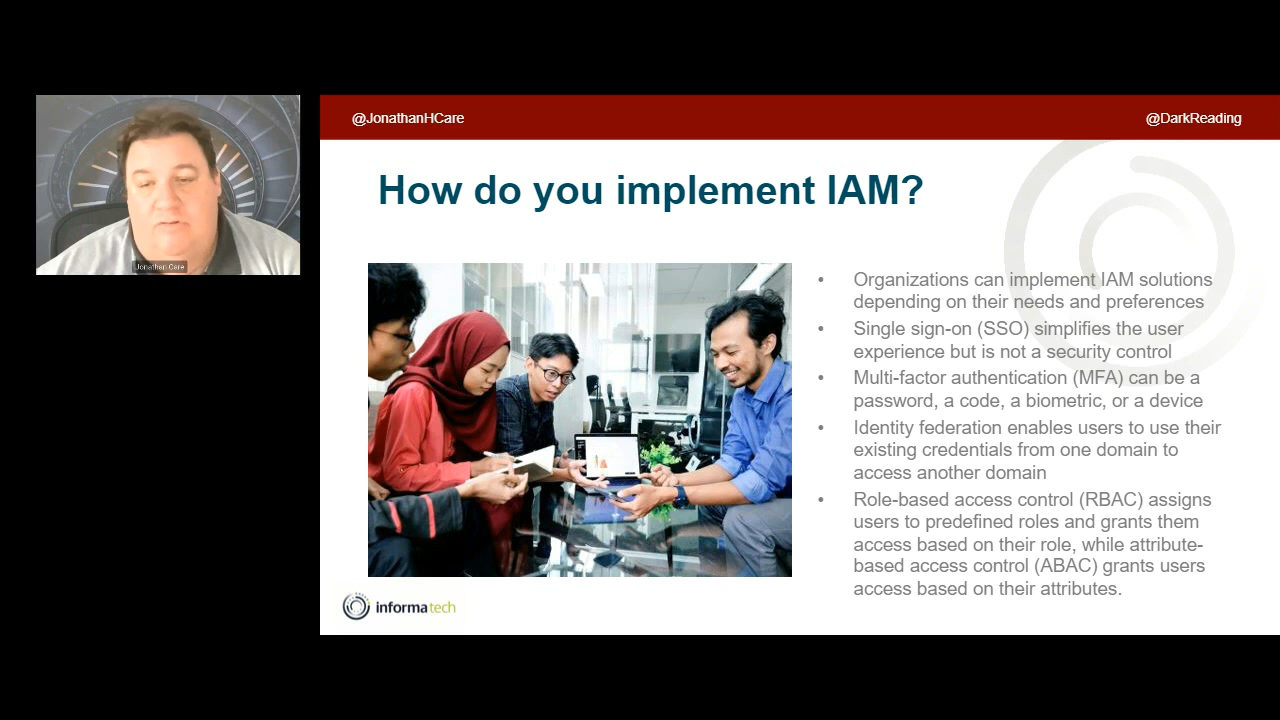 @JonathanHCare
@DarkReading
How do you implement IAM?
Jonathan Care
• Organizations can implement IAM solutions
depending on their needs and preferences
• Single sign-on (SSO) simplifies the user
experience but is not a security control
• Multi-factor authentication (MFA) can be a
password, a code, a biometric, or a device
• Identity federation enables users to use their
existing credentials from one domain to
access another domain
• Role-based access control (RBAC) assigns
users to predefined roles and grants them
access based on their role, while attribute-
based access control (ABAC) grants users
access based on their attributes.
informa tech